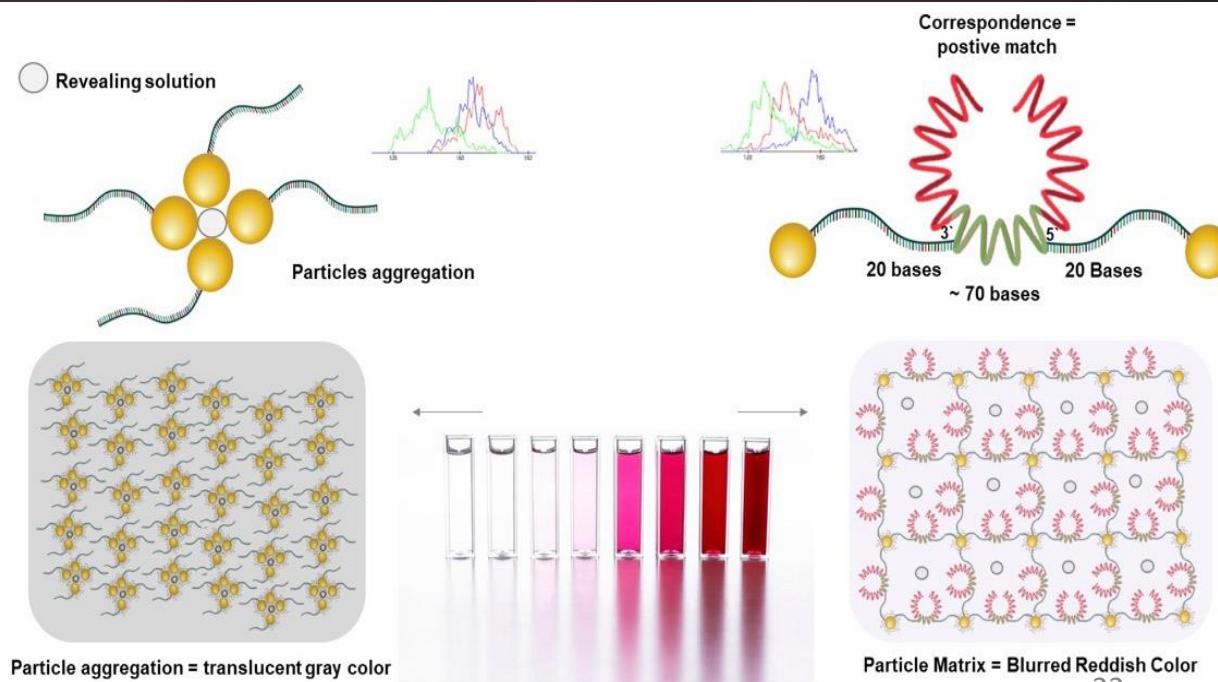 Correspondence =
postive match
Revealing solution
3`
5`
20 bases
20 Bases
~ 70 bases
Particles aggregation
Particle aggregation = translucent gray color
Particle Matrix = Blurred Reddish Color